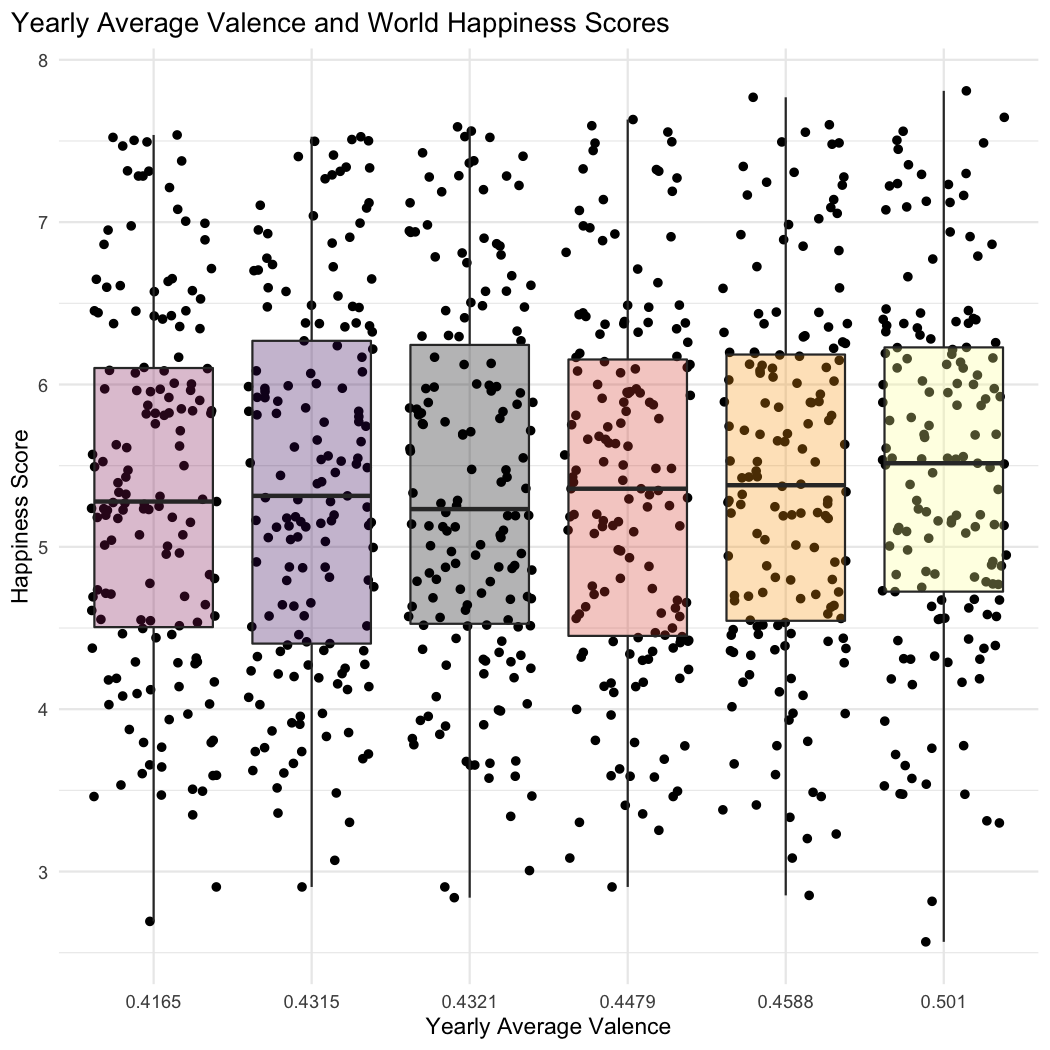 Yearly Average Valence and World Happiness Scores
8
7
6
5
4
3
Happiness Score
0.4165 0.4315 0.4321 0.4479 0.4588 0.501
Yearly Average Valence